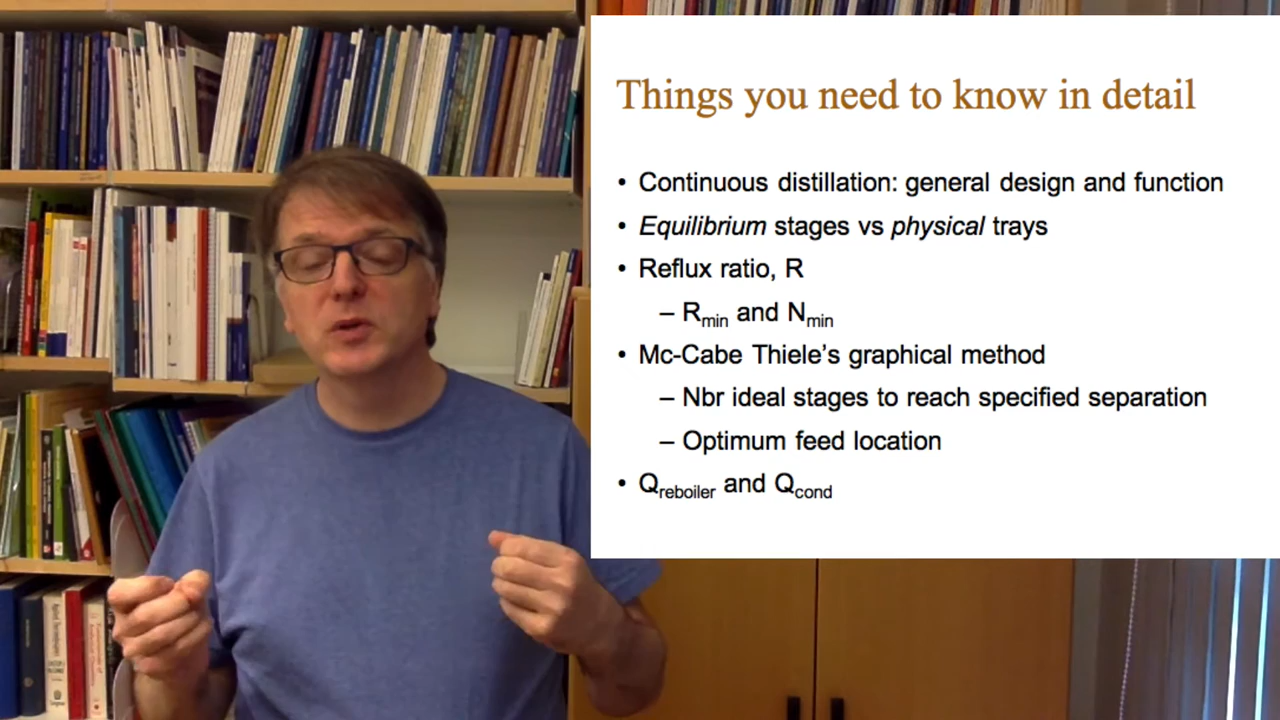 Things you need to know in detail
• Continuous distillation: general design and function
• Equilibrium stages vs physical trays
• Reflux ratio, R
– Rmin and Nmin
• Mc-Cabe Thiele's graphical method
– Nbr ideal stages to reach specified separation
– Optimum feed location
• Qreboiler and Qcond